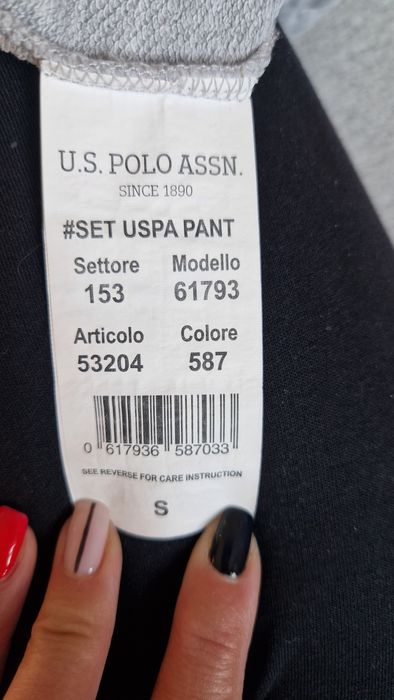 U.S. POLO ASSN.
SINCE 1890
#SET USPA PANT
Settore Modello
153 61793
Articolo Colore
53204 587
0 617936 587033
SEE REVERSE FOR CARE INSTRUCTION
S